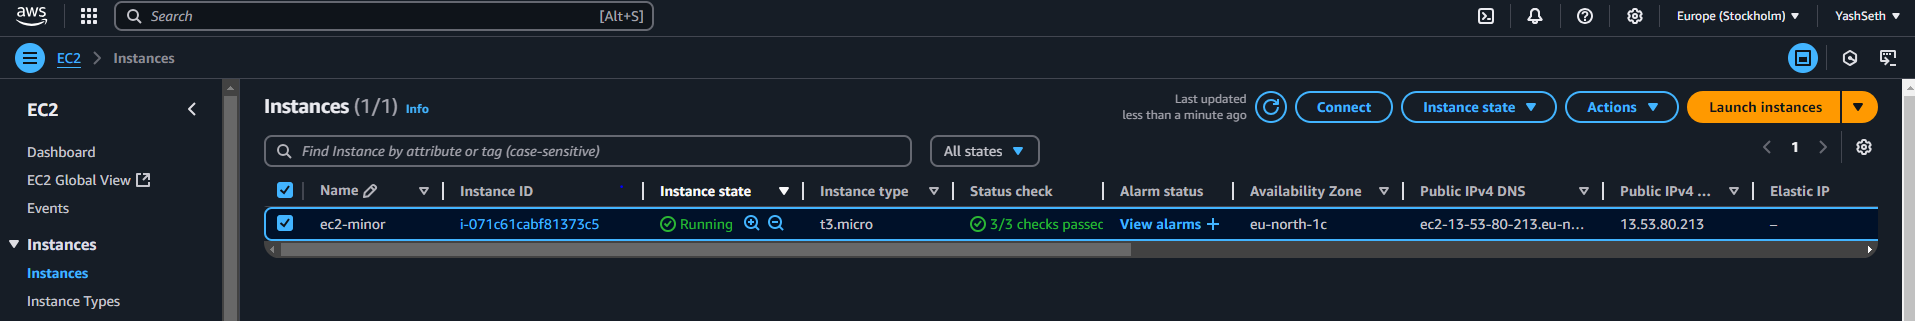 aws
Search [Alt+S]
Europe (Stockholm)
YashSeth
EC2 Instances
EC2
Dashboard
EC2 Global View
Events
Instances
Instances
Instance Types
Instances (1/1) Info
Last updated
less than a minute ago
Connect
Instance state
Actions
Launch instances
Find Instance by attribute or tag (case-sensitive)
All states
1
Name Instance ID Instance state Instance type Status check Alarm status Availability Zone Public IPv4 DNS Public IPv4 ... Elastic IP
ec2-minor i-071c61cabf81373c5 Running t3.micro 3/3 checks passec View alarms + eu-north-1c ec2-13-53-80-213.eu-n... 13.53.80.213 –